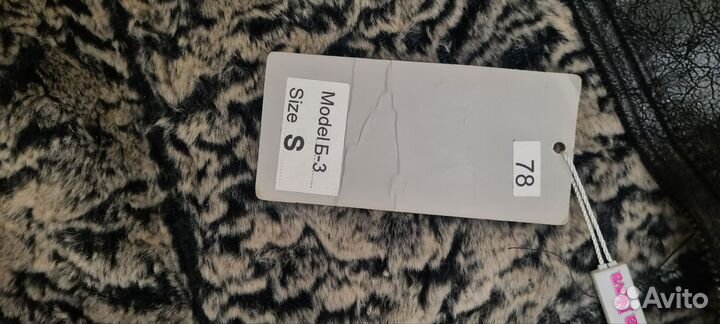 Model Б-3
Size S
78
Avito